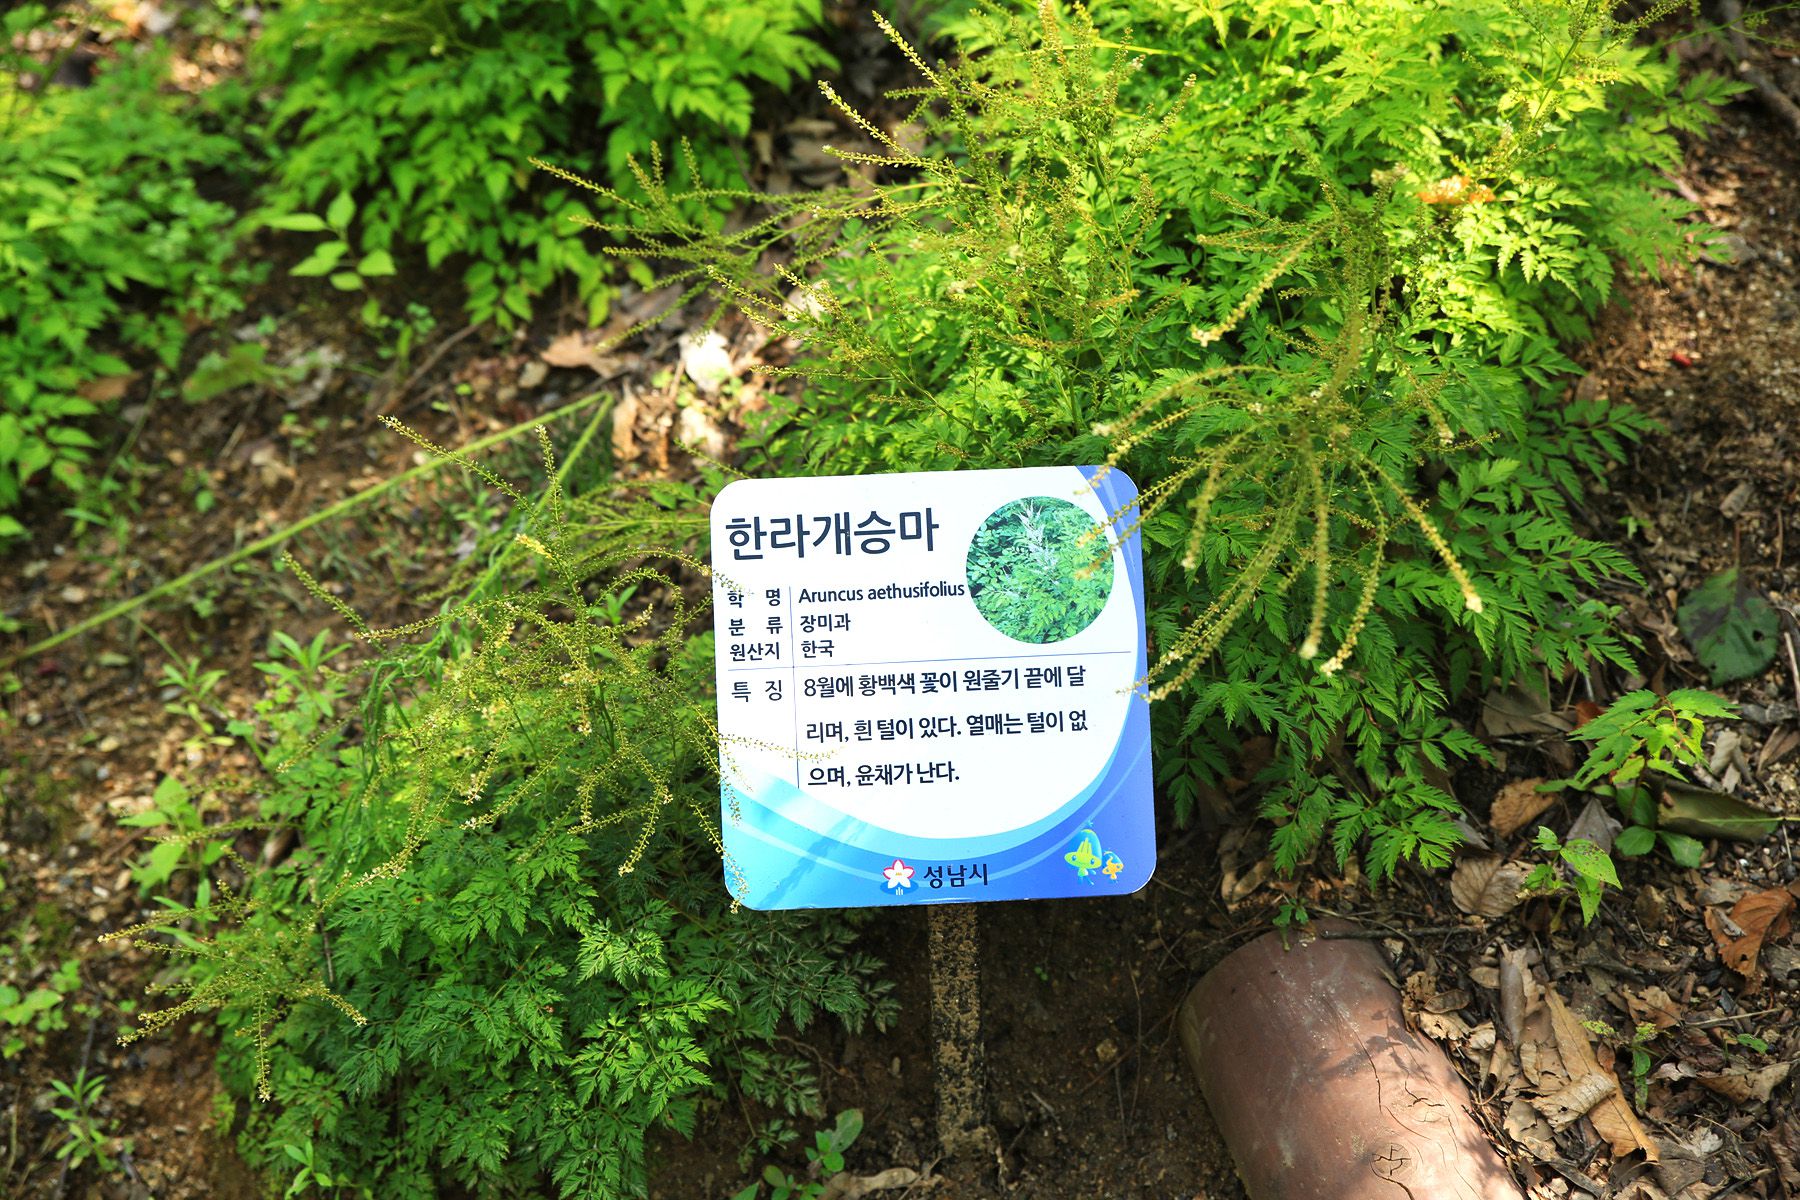 한라개승마
학 명 Aruncus aethusifolius
분 류 장미과
원산지 한국
특 징 8월에 황백색 꽃이 원줄기 끝에 달
리며, 흰 털이 있다. 열매는 털이 없
으며, 윤채가 난다.
성남시